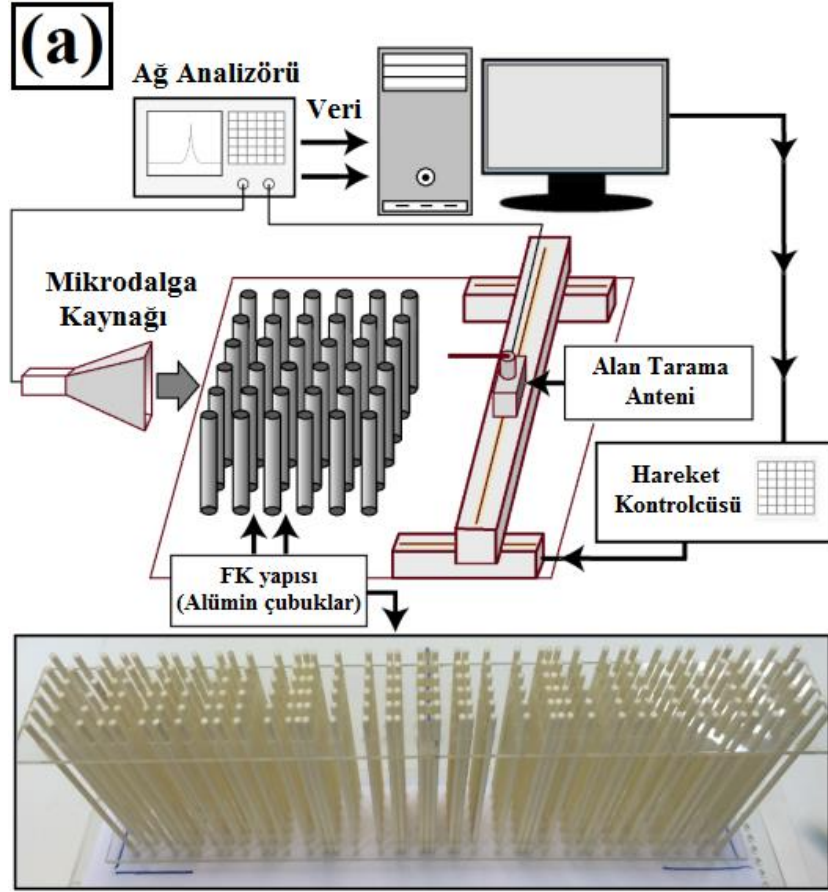 (a)
Ağ Analizörü
Veri
Mikrodalga
Kaynağı
Alan Tarama
Anteni
Hareket
Kontrolcüsü
FK yapısı
(Alümin çubuklar)